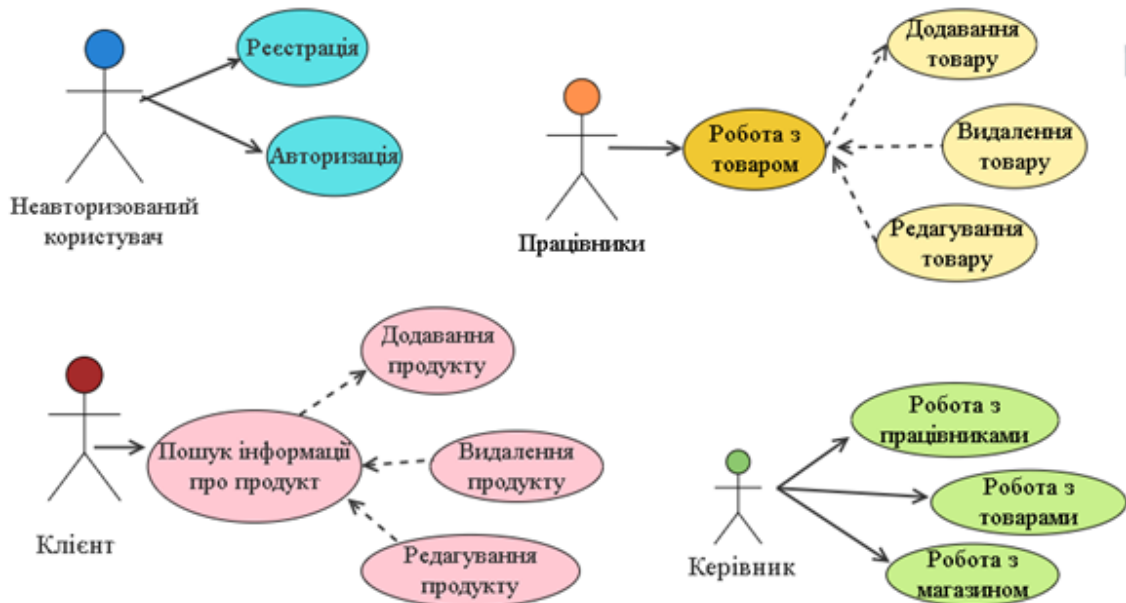 Реєстрація
Авторизація
Неавторизований
користувач
Додавання
товару
Робота з
товаром
Видалення
товару
Редагування
товару
Працівники
Додавання
продукту
Пошук інформації
про продукт
Видалення
продукту
Редагування
продукту
Клієнт
Робота з
працівниками
Робота з
товарами
Робота з
магазином
Керівник